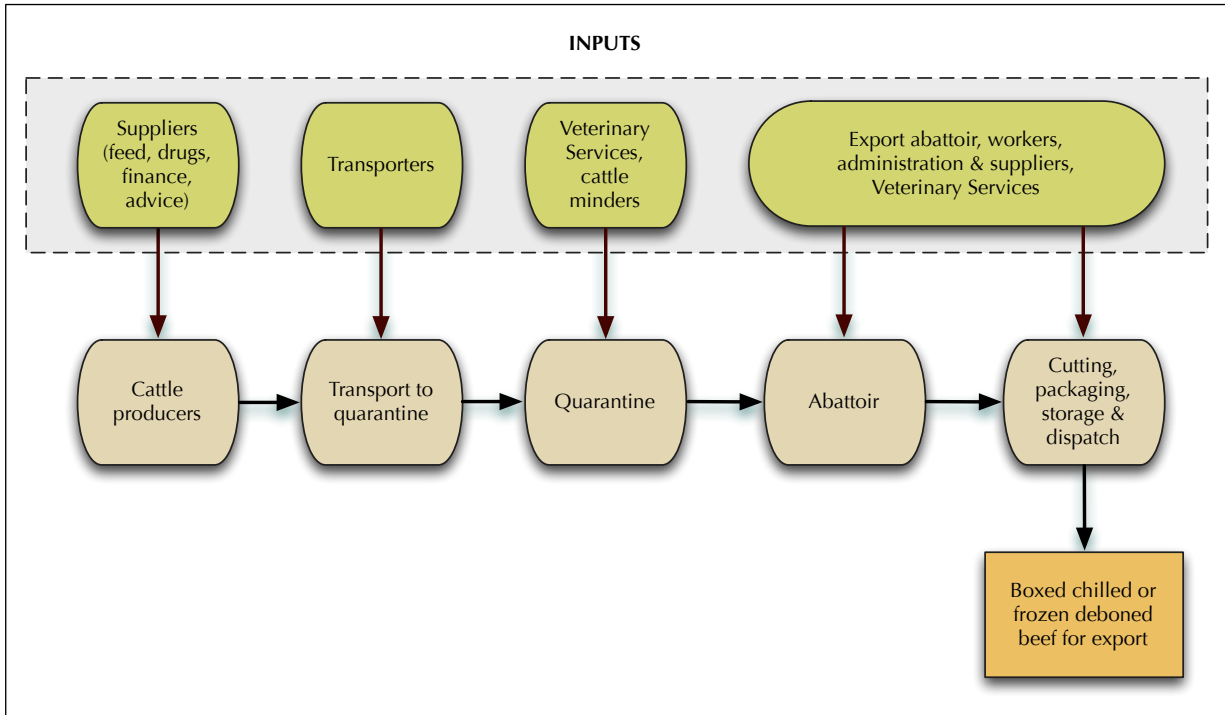 INPUTS
Suppliers
(feed, drugs,
finance,
advice)
Transporters
Veterinary
Services,
cattle
minders
Export abattoir, workers,
administration & suppliers,
Veterinary Services
Cattle
producers
Transport to
quarantine
Quarantine
Abattoir
Cutting,
packaging,
storage &
dispatch
Boxed chilled or
frozen deboned
beef for export